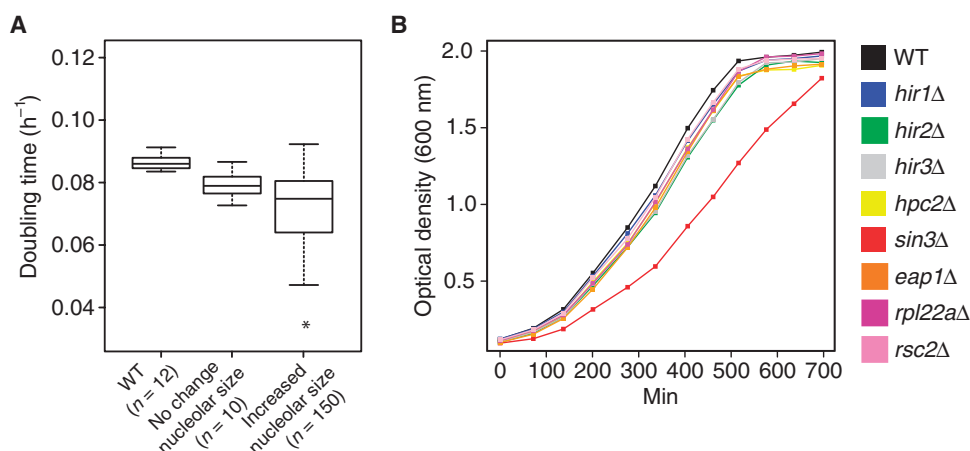 A
Doubling time (h⁻¹)
0.12
0.10
0.08
0.06
0.04
*
WT
(n = 12)
No change
nucleolar size
(n = 10)
Increased
nucleolar size
(n = 150)
B
Optical density (600 nm)
2.0
1.5
1.0
0.5
0 100 200 300 400 500 600 700
Min
WT
hir1Δ
hir2Δ
hir3Δ
hpc2Δ
sin3Δ
eap1Δ
rpl22aΔ
rsc2Δ